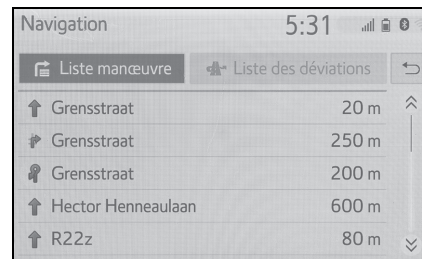 Navigation 5:31
Liste manœuvre Liste des déviations
Grensstraat 20 m
Grensstraat 250 m
Grensstraat 200 m
Hector Henneaulaan 600 m
R22z 80 m